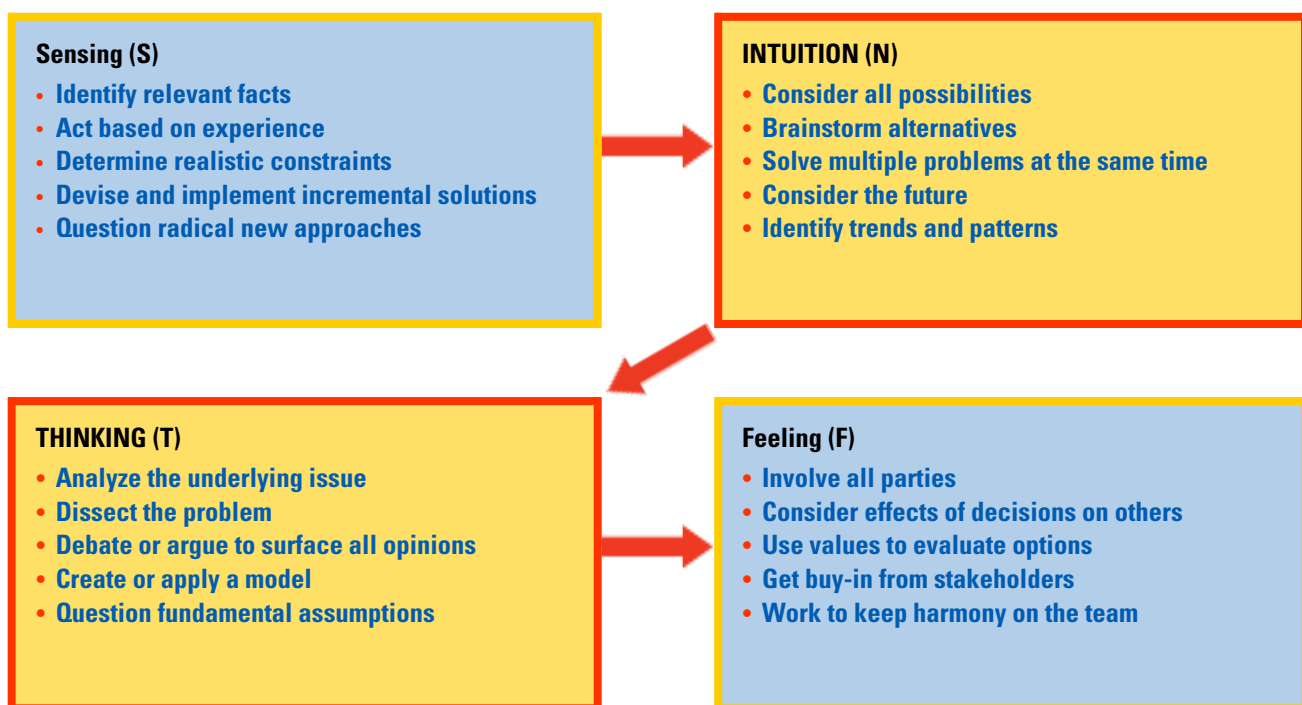 Sensing (S)
• Identify relevant facts
• Act based on experience
• Determine realistic constraints
• Devise and implement incremental solutions
• Question radical new approaches
INTUITION (N)
• Consider all possibilities
• Brainstorm alternatives
• Solve multiple problems at the same time
• Consider the future
• Identify trends and patterns
THINKING (T)
• Analyze the underlying issue
• Dissect the problem
• Debate or argue to surface all opinions
• Create or apply a model
• Question fundamental assumptions
Feeling (F)
• Involve all parties
• Consider effects of decisions on others
• Use values to evaluate options
• Get buy-in from stakeholders
• Work to keep harmony on the team